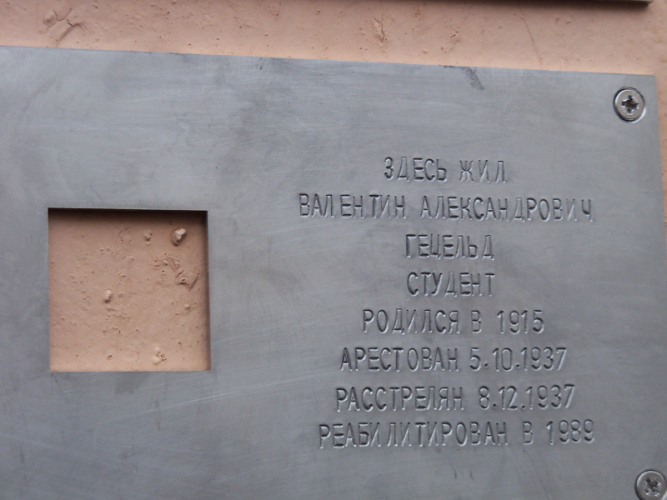 ЗДЕСЬ ЖИЛ
ВАЛЕНТИН АЛЕКСАНДРОВИЧ
ГЕЦЕЛЬД
СТУДЕНТ
РОДИЛСЯ В 1915
АРЕСТОВАН 5.10.1937
РАССТРЕЛЯН 8.12.1937
РЕАБИЛИТИРОВАН В 1989